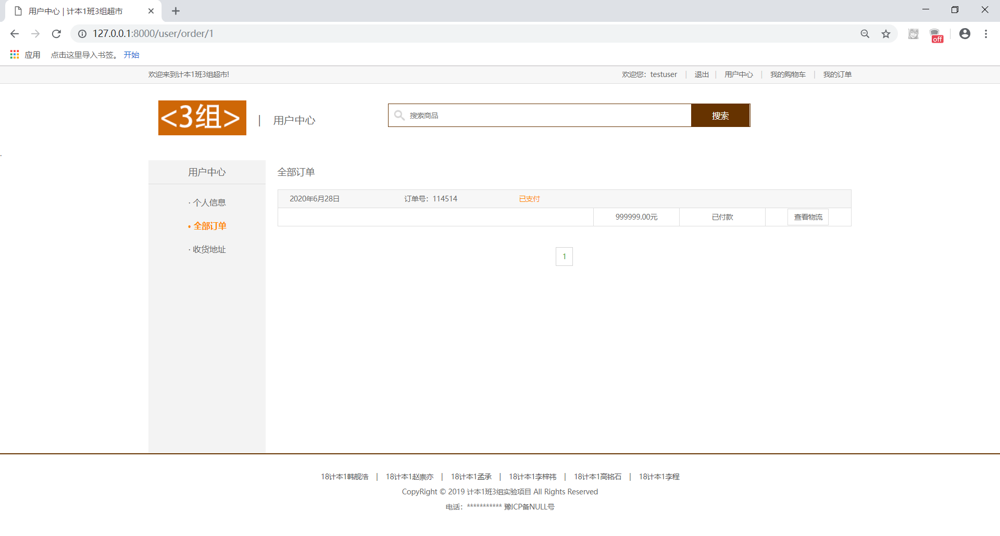 用户中心 | 计本1班3组超市
127.0.0.1:8000/user/order/1
off
应用 点击这里导入书签。 开始
欢迎来到计本1班3组超市!
欢迎您：testuser | 退出 | 用户中心 | 我的购物车 | 我的订单
<3组> | 用户中心
搜索商品 搜索
用户中心
· 个人信息
• 全部订单
· 收货地址
全部订单
2020年6月28日 订单号：114514 已支付
999999.00元 已付款 查看物流
1
18计本1韩舰浩 | 18计本1赵崇亦 | 18计本1孟承 | 18计本1李梓祎 | 18计本1高铭石 | 18计本1李程
CopyRight © 2019 计本1班3组实验项目 All Rights Reserved
电话：*********** 豫ICP备NULL号